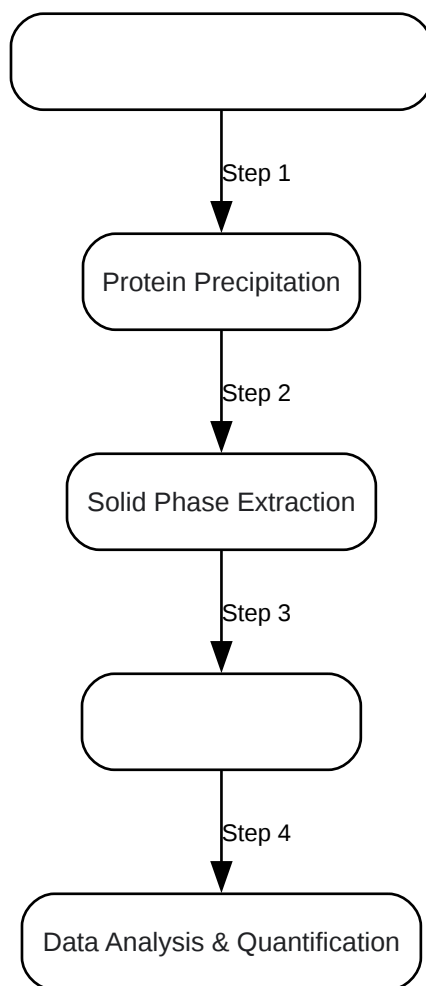 Step 1
Protein Precipitation
Step 2
Solid Phase Extraction
Step 3
Step 4
Data Analysis & Quantification